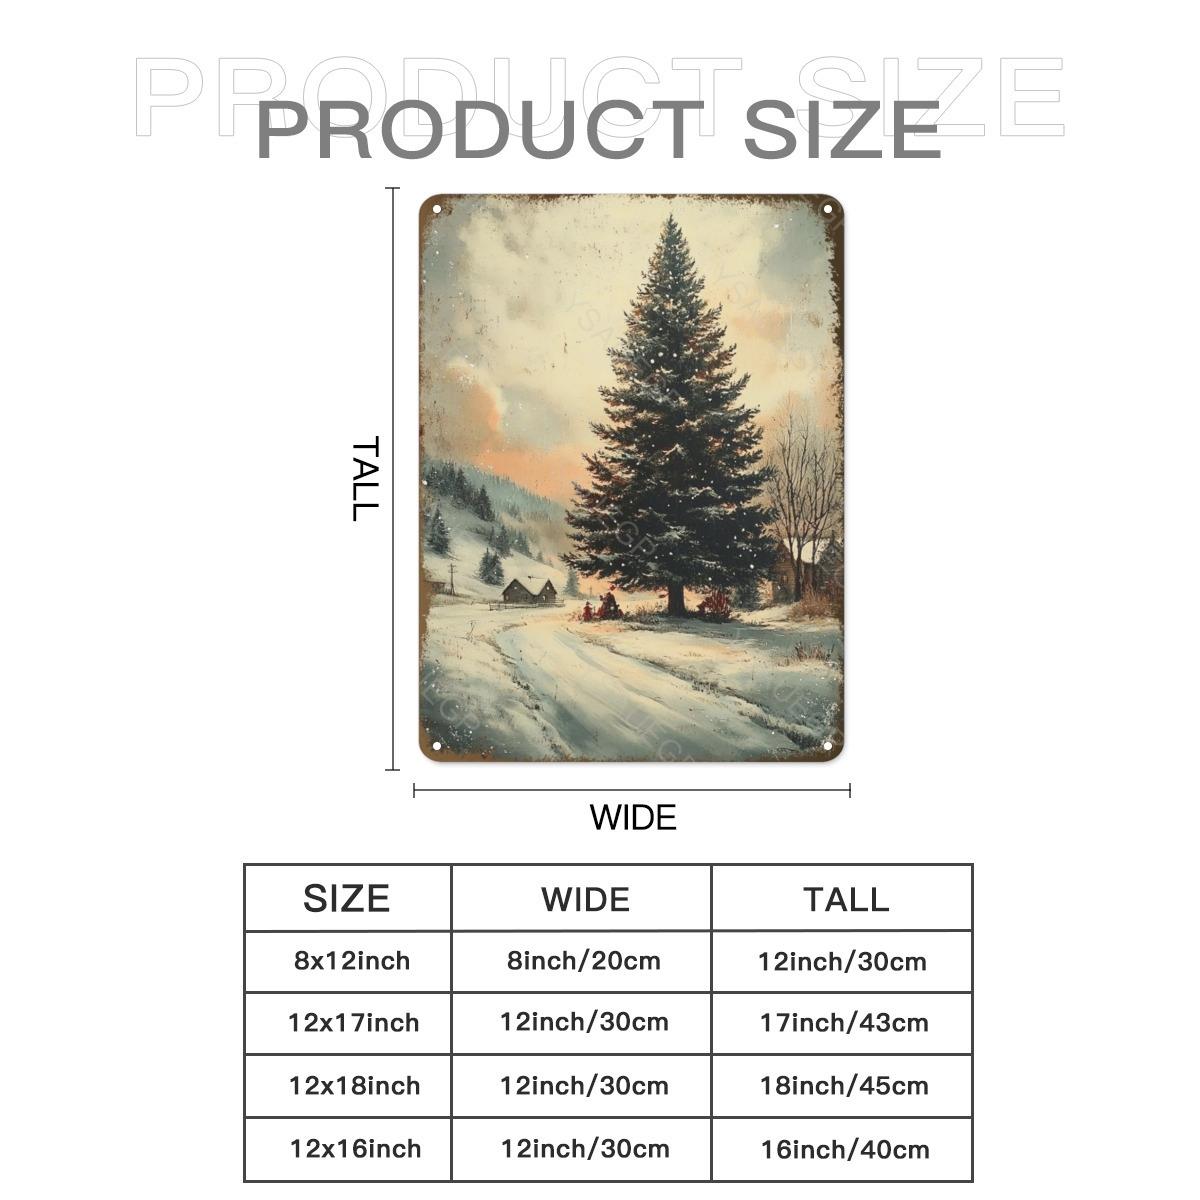 PRODUCT SIZE
PRODUCT SIZE
TALL
WIDE
SIZE WIDE TALL
8x12inch 8inch/20cm 12inch/30cm
12x17inch 12inch/30cm 17inch/43cm
12x18inch 12inch/30cm 18inch/45cm
12x16inch 12inch/30cm 16inch/40cm